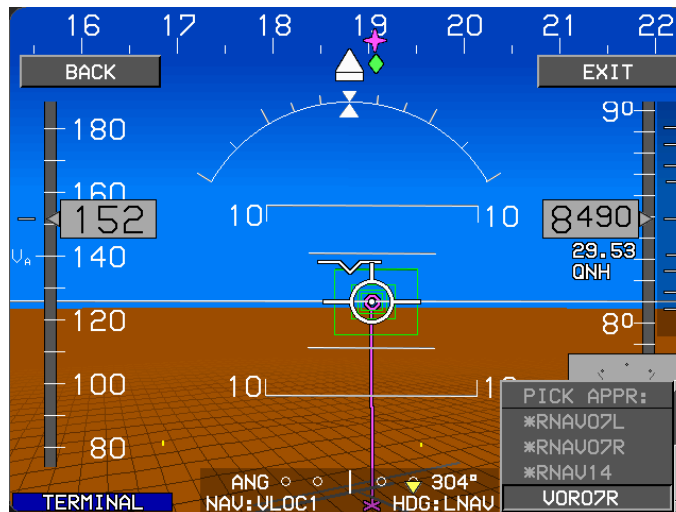 16 17 18 19 20 21 22
BACK EXIT
180 90
160
152 10 10 8490
29.53
VA 140 QNH
120 80
100 10 1
PICK APPR:
*RNAV07L
*RNAV07R
80
*RNAV14
ANG 304°
VOR07R
TERMINAL NAV:VLOC1 HDG:LNAV